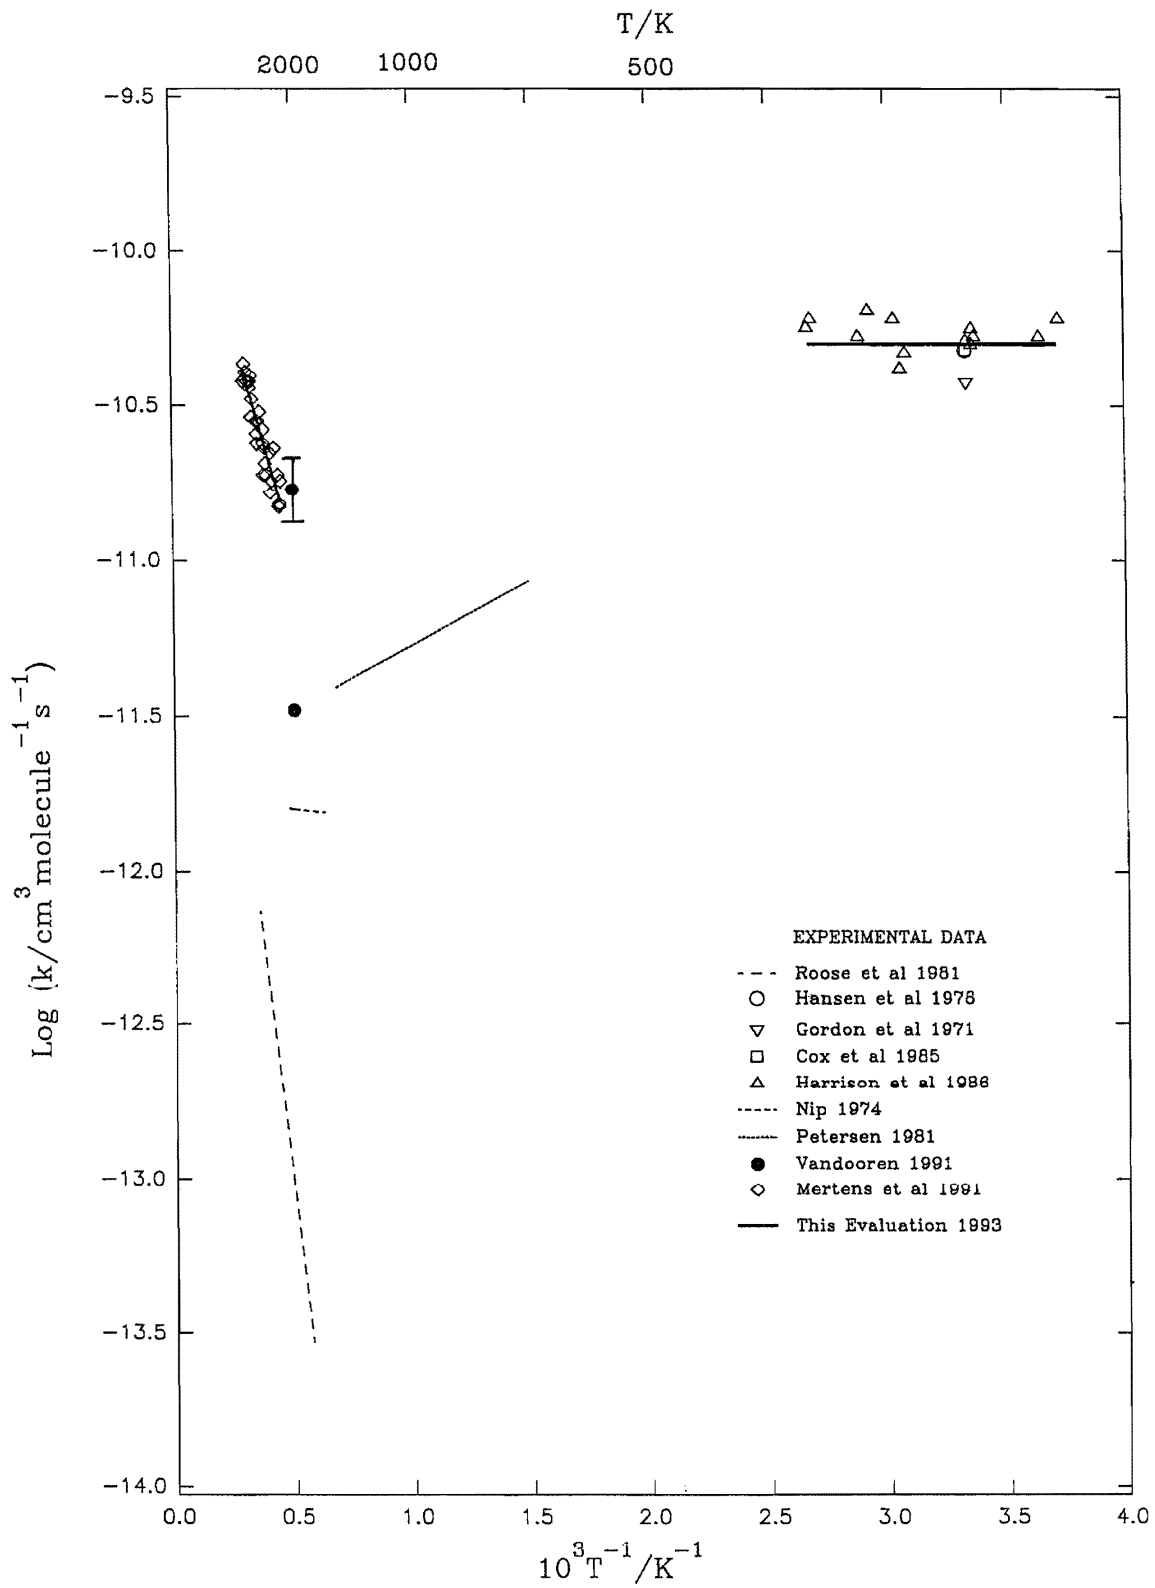 T/K
2000 1000 500
-9.5
-10.0
-10.5
-11.0
-11.5
-12.0
-12.5
-13.0
-13.5
-14.0
Log (k/cm³ molecule⁻¹ s⁻¹)
EXPERIMENTAL DATA
Roose et al 1981
Hansen et al 1978
Gordon et al 1971
Cox et al 1985
Harrison et al 1986
Nip 1974
Petersen 1981
Vandooren 1991
Mertens et al 1991
This Evaluation 1993
0.0 0.5 1.0 1.5 2.0 2.5 3.0 3.5 4.0
10³T⁻¹/K⁻¹